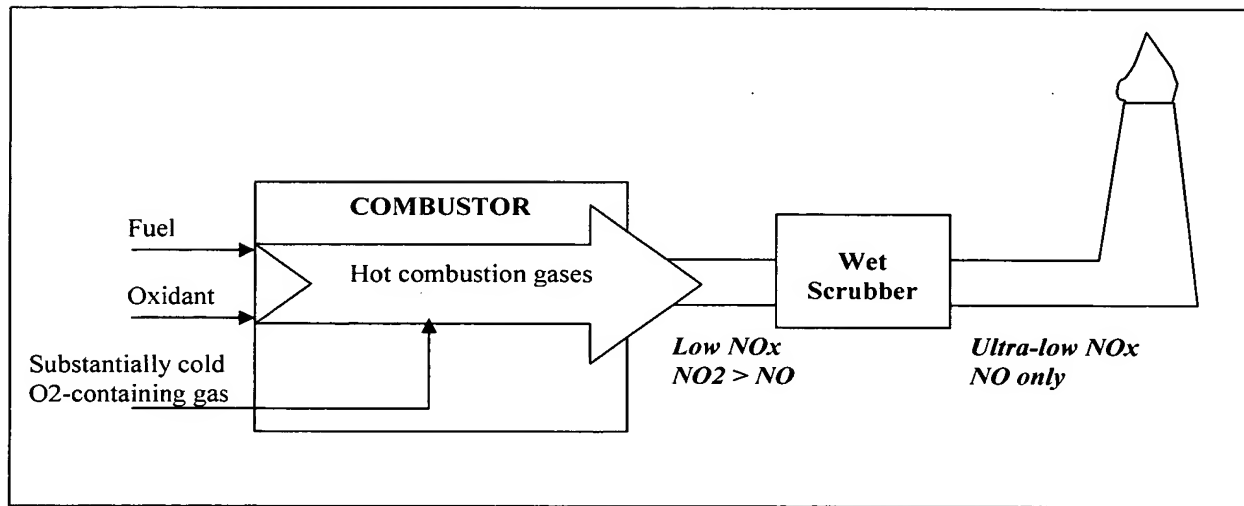 COMBUSTOR
Fuel
Hot combustion gases
Oxidant
Substantially cold
O2-containing gas
Wet
Scrubber
Low NOx
NO2 > NO
Ultra-low NOx
NO only